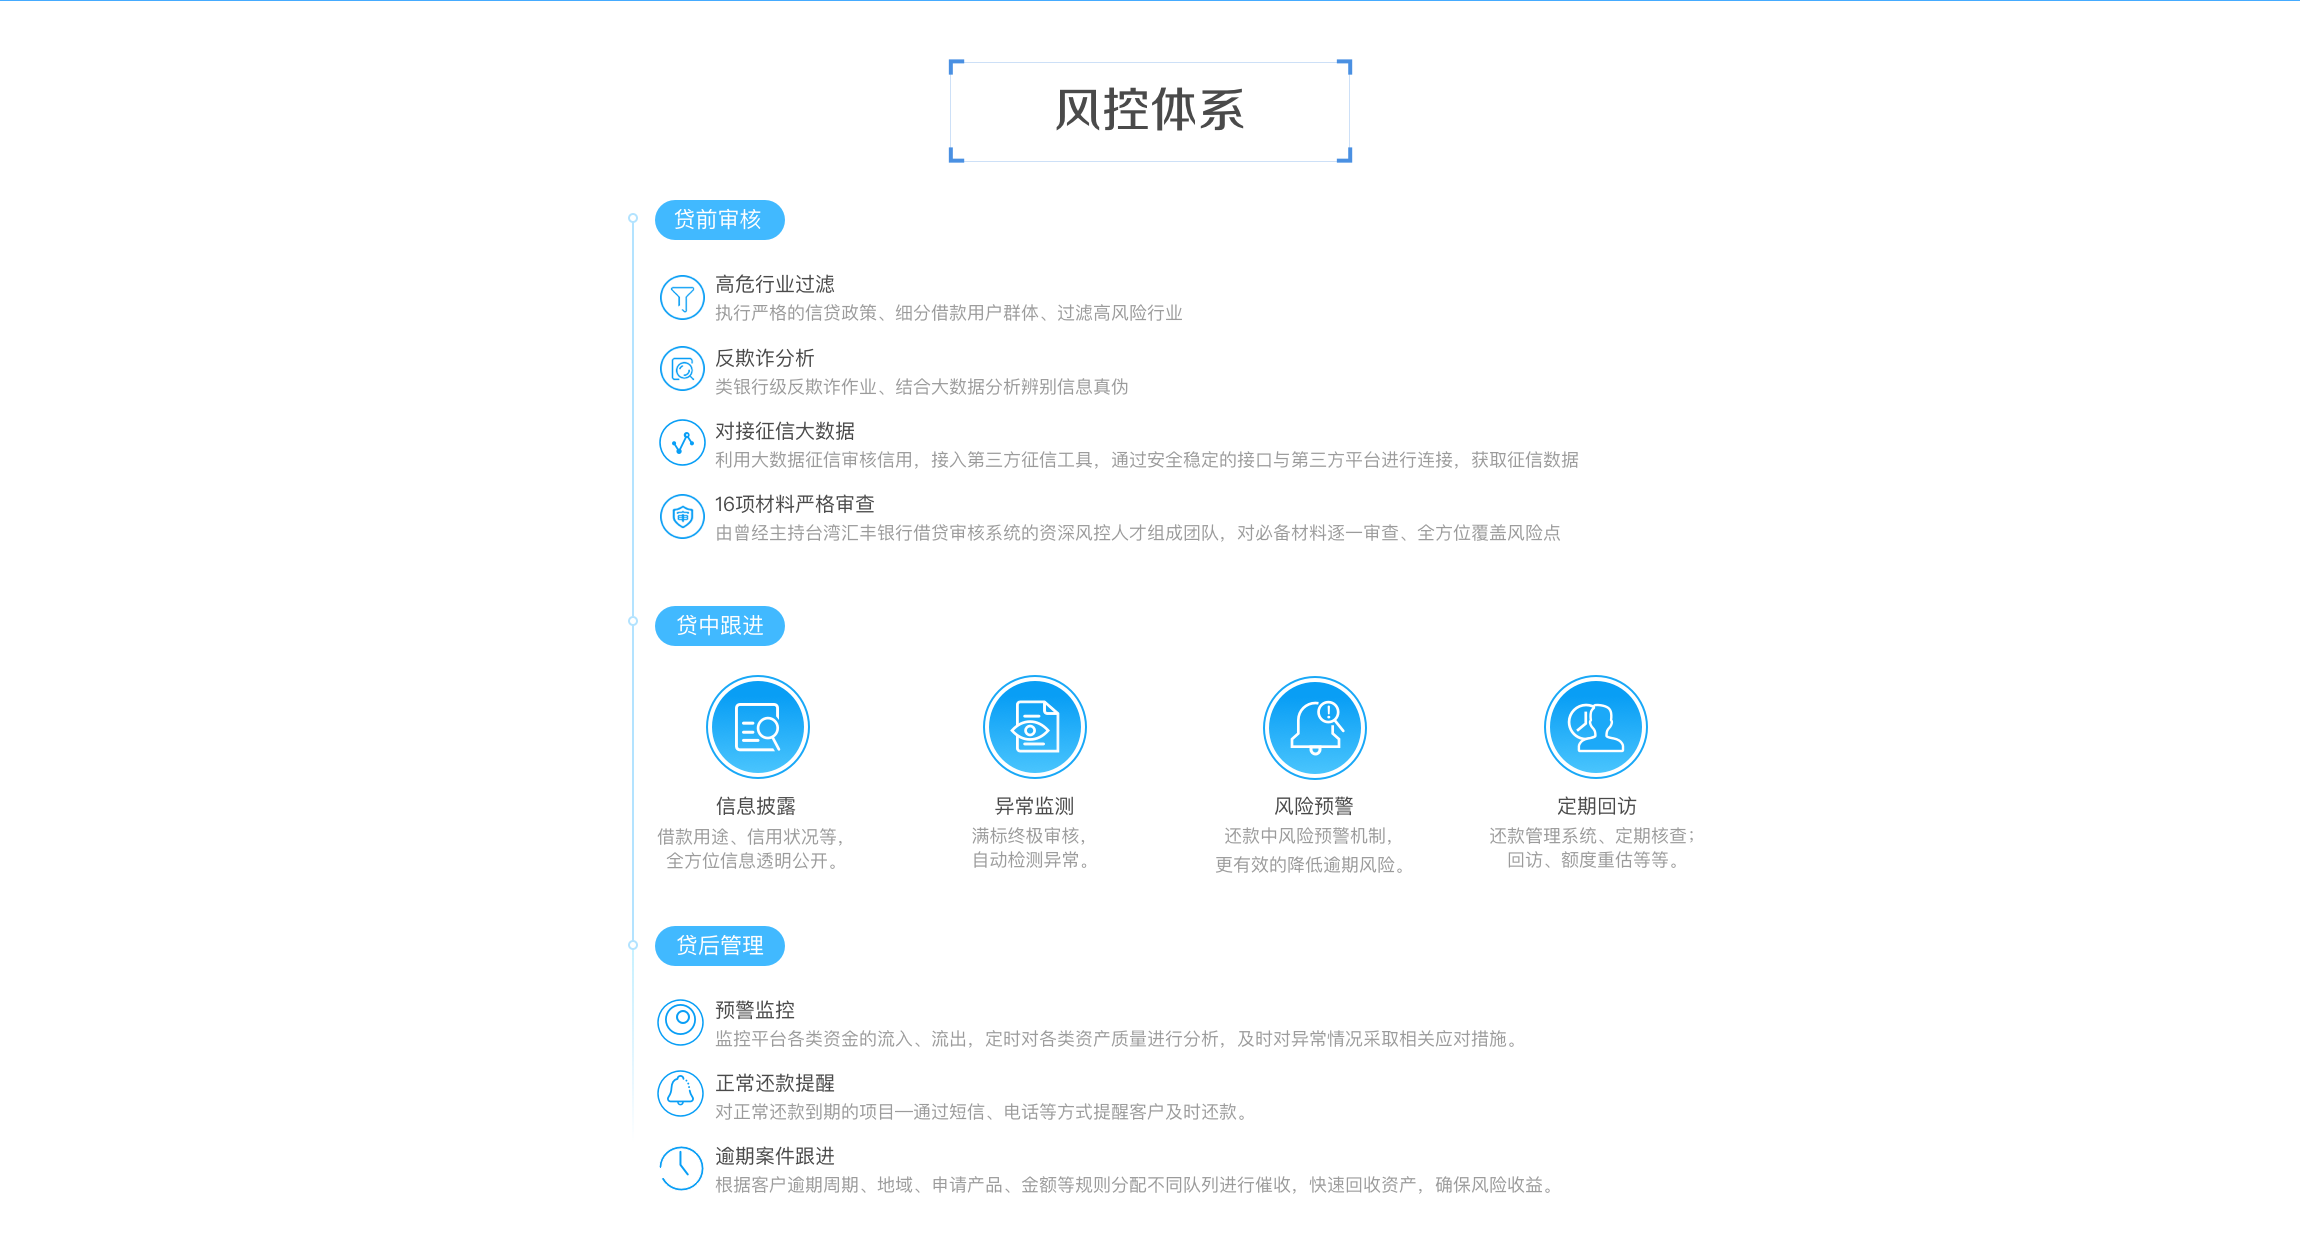 风控体系
贷前审核
高危行业过滤
执行严格的信贷政策、细分借款用户群体、过滤高风险行业
反欺诈分析
类银行级反欺诈作业、结合大数据分析辨别信息真伪
对接征信大数据
利用大数据征信审核信用，接入第三方征信工具，通过安全稳定的接口与第三方平台进行连接，获取征信数据
审
16项材料严格审查
由曾经主持台湾汇丰银行借贷审核系统的资深风控人才组成团队，对必备材料逐一审查、全方位覆盖风险点
贷中跟进
信息披露
借款用途、信用状况等，
全方位信息透明公开。
异常监测
满标终极审核，
自动检测异常。
风险预警
还款中风险预警机制，
更有效的降低逾期风险。
定期回访
还款管理系统、定期核查；
回访、额度重估等等。
贷后管理
预警监控
监控平台各类资金的流入、流出，定时对各类资产质量进行分析，及时对异常情况采取相关应对措施。
正常还款提醒
对正常还款到期的项目—通过短信、电话等方式提醒客户及时还款。
逾期案件跟进
根据客户逾期周期、地域、申请产品、金额等规则分配不同队列进行催收，快速回收资产，确保风险收益。